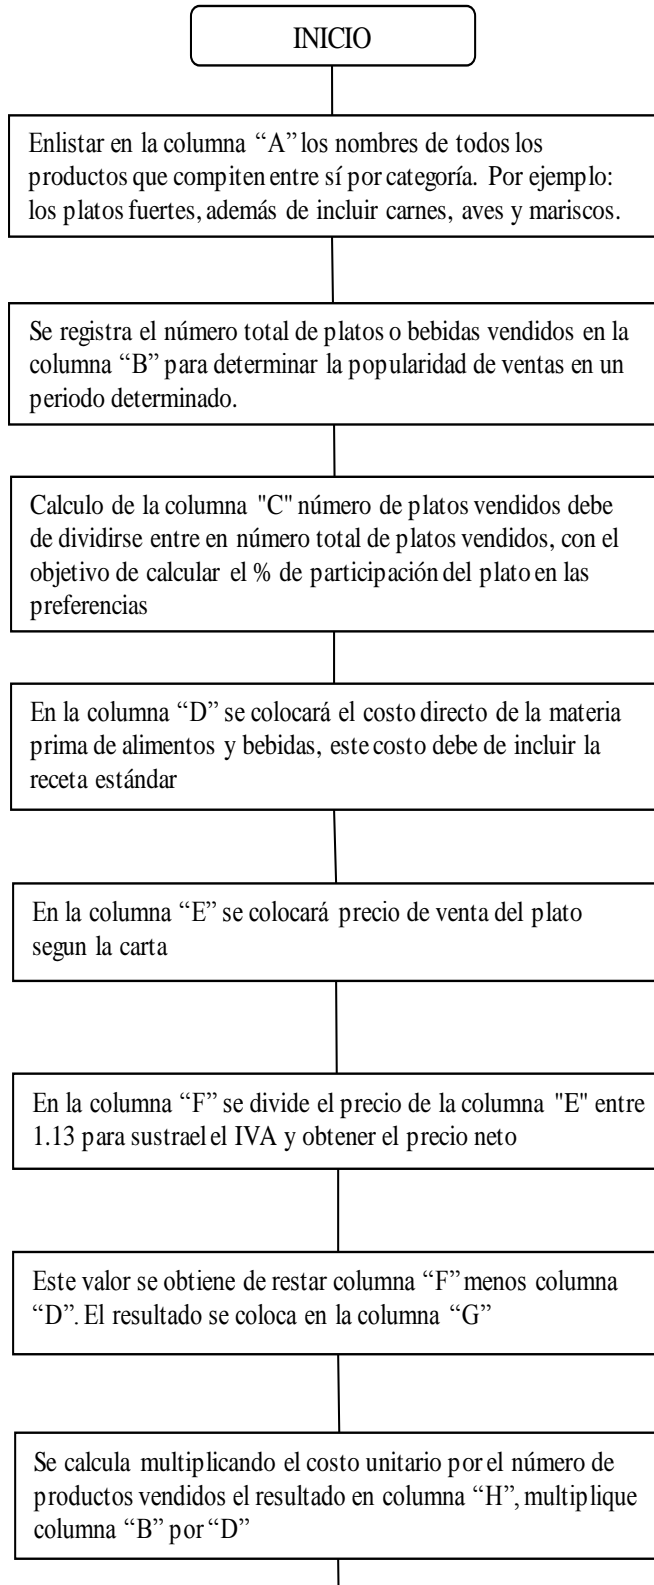 INICIO
Enlistar en la columna “A” los nombres de todos los
productos que compiten entre sí por categoría. Por ejemplo:
los platos fuertes, además de incluir carnes, aves y mariscos.
Se registra el número total de platos o bebidas vendidos en la
columna “B” para determinar la popularidad de ventas en un
periodo determinado.
Calculo de la columna "C" número de platos vendidos debe
de dividirse entre en número total de platos vendidos, con el
objetivo de calcular el % de participación del plato en las
preferencias
En la columna “D” se colocará el costo directo de la materia
prima de alimentos y bebidas, este costo debe de incluir la
receta estándar
En la columna “E” se colocará precio de venta del plato
segun la carta
En la columna “F” se divide el precio de la columna "E" entre
1.13 para sustrael el IVA y obtener el precio neto
Este valor se obtiene de restar columna “F” menos columna
“D”. El resultado se coloca en la columna “G”
Se calcula multiplicando el costo unitario por el número de
productos vendidos el resultado en columna “H”, multiplique
columna “B” por “D”